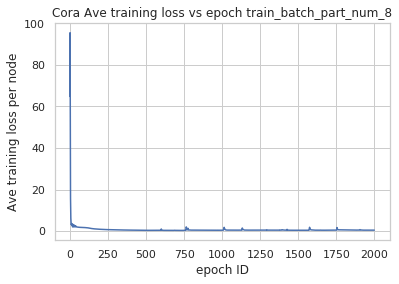 Cora Ave training loss vs epoch train_batch_part_num_8
Ave training loss per node
100
80
60
40
20
0
0 250 500 750 1000 1250 1500 1750 2000
epoch ID